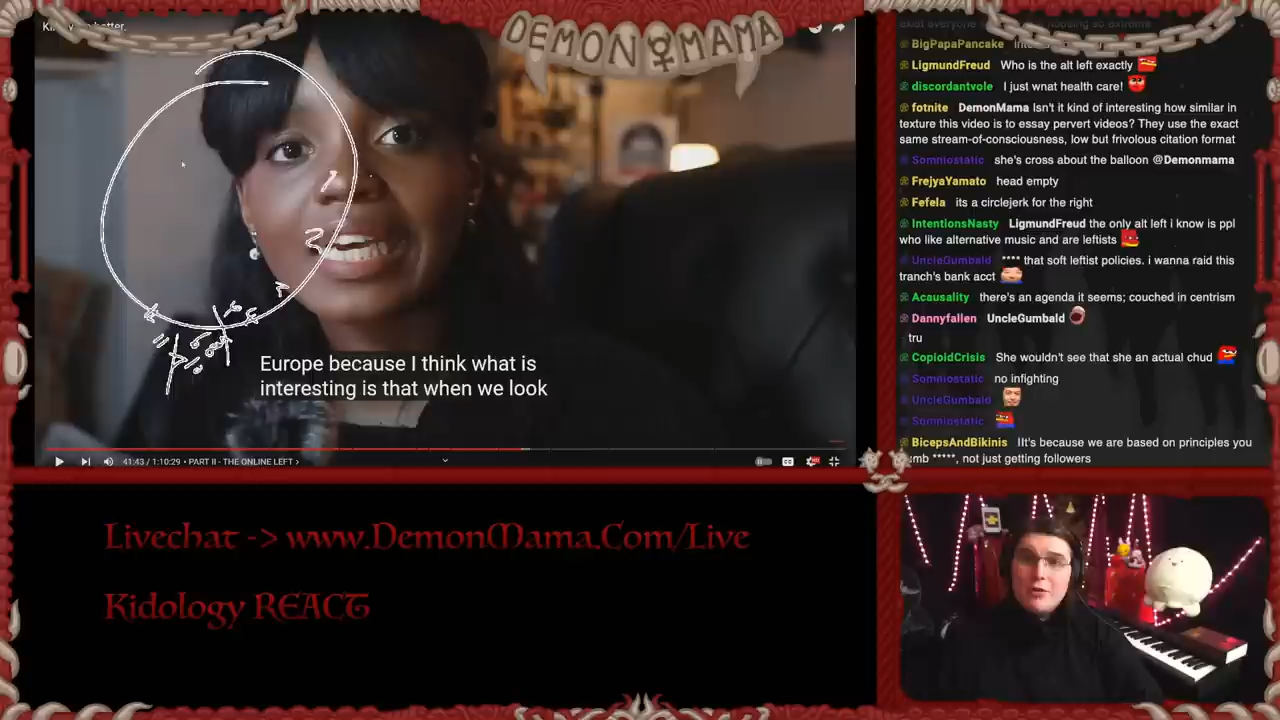 DEMON MAMA
BigPapaPancake
LigmundFreud Who is the alt left exactly
discordantvole I just wnat health care!
fotnite DemonMama Isn't it kind of interesting how similar in
texture this video is to essay pervert videos? They use the exact
same stream-of-consciousness, low but frivolous citation format
Somniostatic she's cross about the balloon @Demonmama
FrejyaYamato head empty
Fefela its a circlejerk for the right
IntentionsNasty LigmundFreud the only alt left i know is ppl
who like alternative music and are leftists
UncleGumbald **** that soft leftist policies. i wanna raid this
tranch's bank acct
Acausality there's an agenda it seems; couched in centrism
Dannyfallen UncleGumbald
tru
CopioidCrisis She wouldn't see that she an actual chud
Somniostatic no infighting
UncleGumbald
Somniostatic
BicepsAndBikinis IIt's because we are based on principles you
*****, not just getting followers
1
2
Europe because I think what is
interesting is that when we look
41:43 / 1:10:29 • PART II - THE ONLINE LEFT ›
Livechat -> www.DemonMama.Com/Live
Kidology REACT